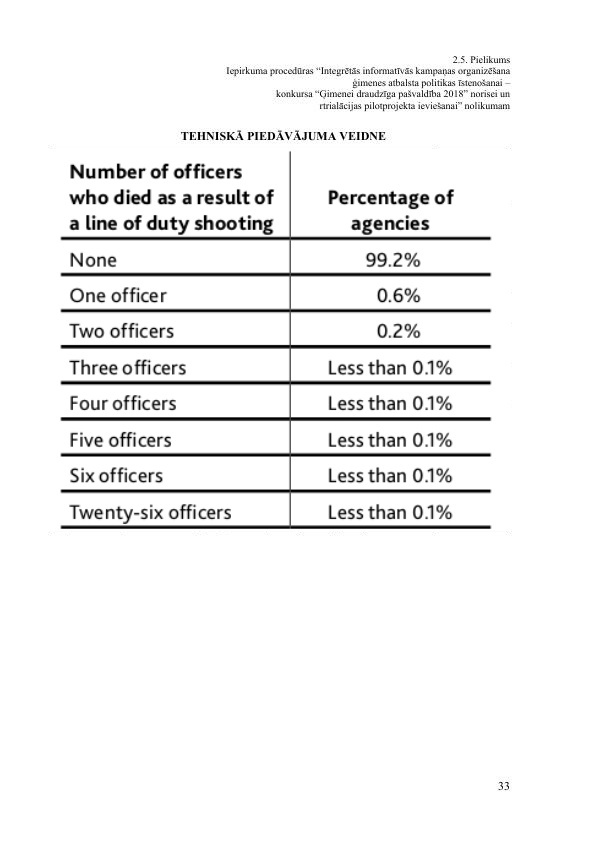 2.5. Pielikums
Iepirkuma procedūras “Integrētās informatīvās kampaņas organizēšana
ģimenes atbalsta politikas īstenošanai –
konkursa “Ģimenei draudzīga pašvaldība 2018” norisei un
rtrialācijas pilotprojekta ieviešanai” nolikumam
TEHNISKĀ PIEDĀVĀJUMA VEIDNE
Number of officers
who died as a result of
a line of duty shooting
Percentage of
agencies
None 99.2%
One officer 0.6%
Two officers 0.2%
Three officers Less than 0.1%
Four officers Less than 0.1%
Five officers Less than 0.1%
Six officers Less than 0.1%
Twenty-six officers Less than 0.1%
33